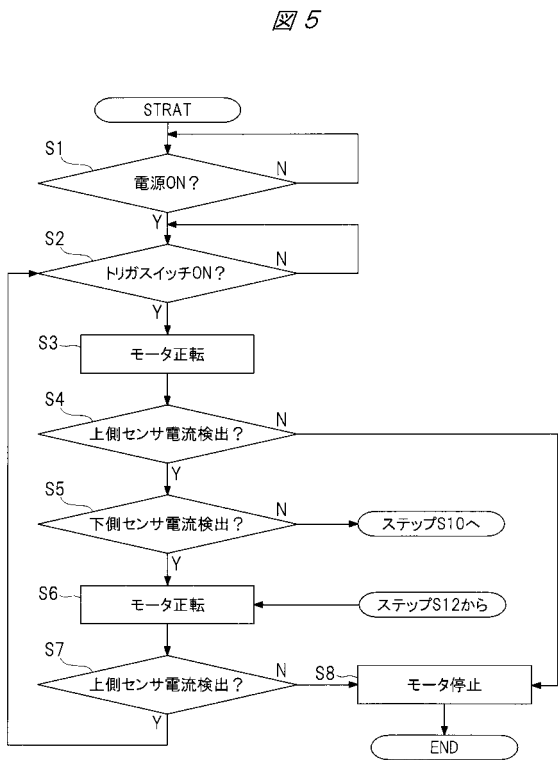 図 5
STRAT
S1
電源ON?
N
Y
S2
トリガスイッチON?
N
Y
S3
モータ正転
S4
上側センサ電流検出?
N
Y
S5
下側センサ電流検出?
N
ステップS10へ
Y
S6
モータ正転
ステップS12から
S7
上側センサ電流検出?
N
Y
S8
モータ停止
END